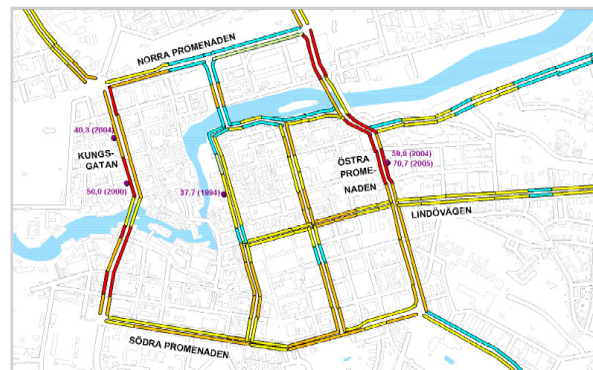 NORRA PROMENADEN
40,3 (2004)
KUNGS-
GATAN
50,0 (2000)
37.7 (1994)
ÖSTRA
PROME-
NADEN
59,8 (2004)
70,7 (2005)
LINDÖVÄGEN
SÖDRA PROMENADEN